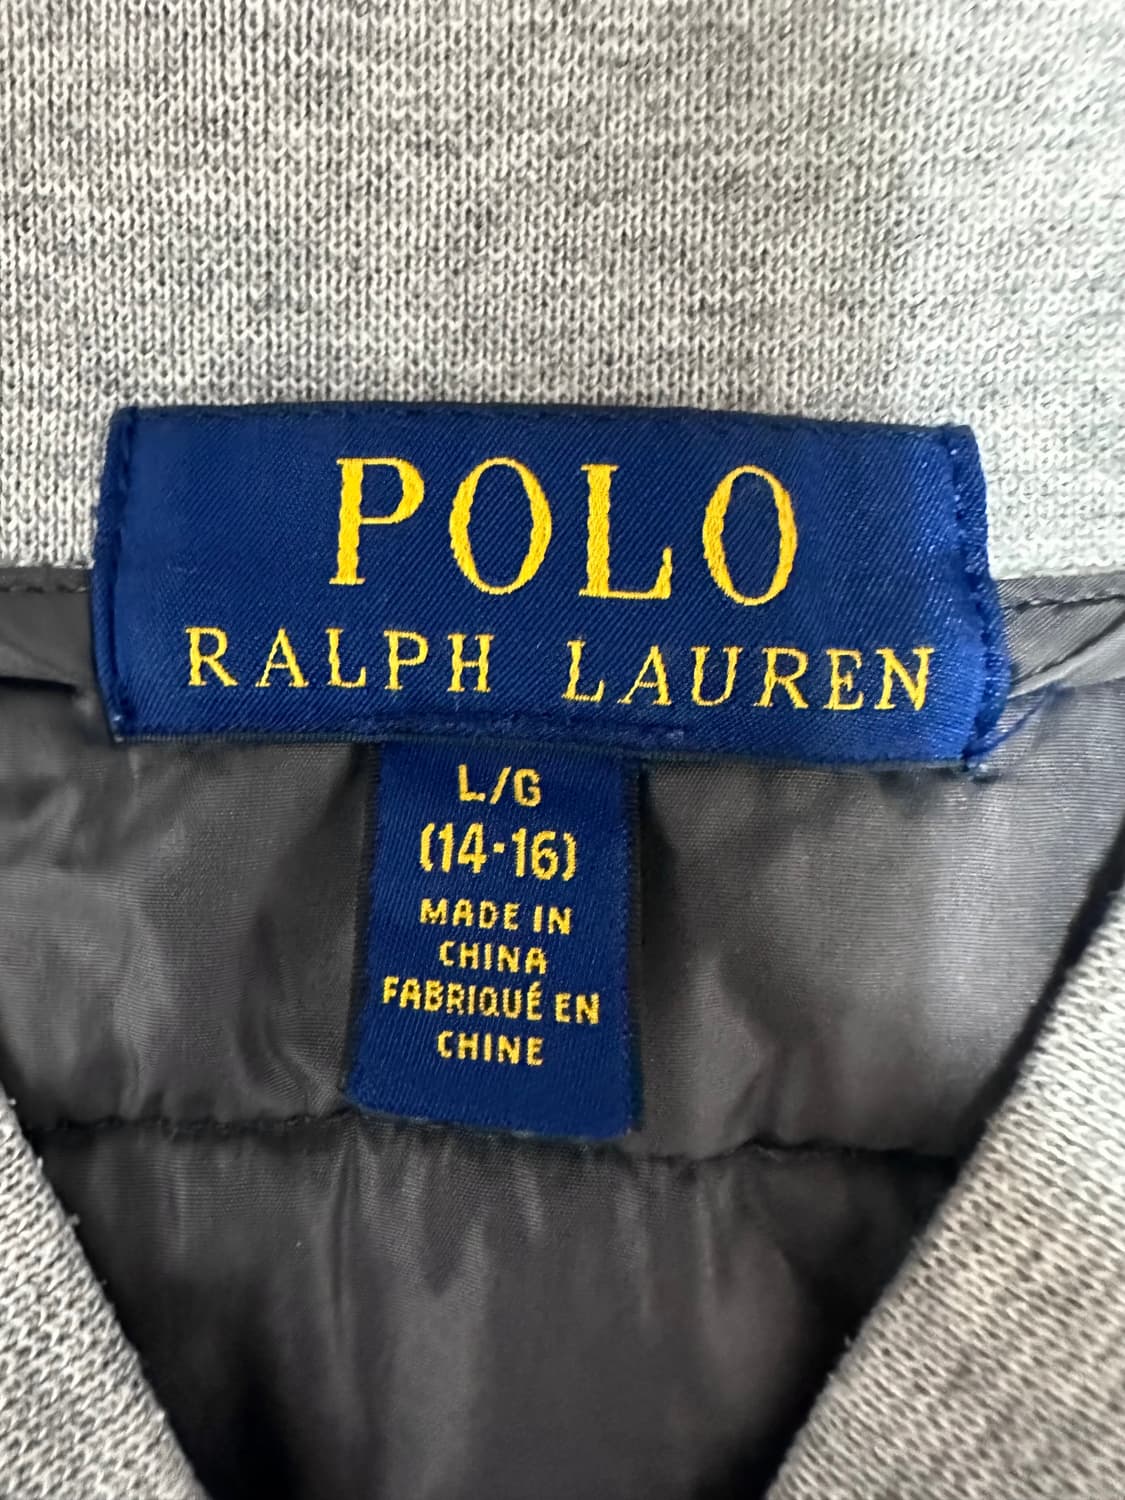 POLO
RALPH LAUREN
L/G
(14-16)
MADE IN
CHINA
FABRIQUÉ EN
CHINE